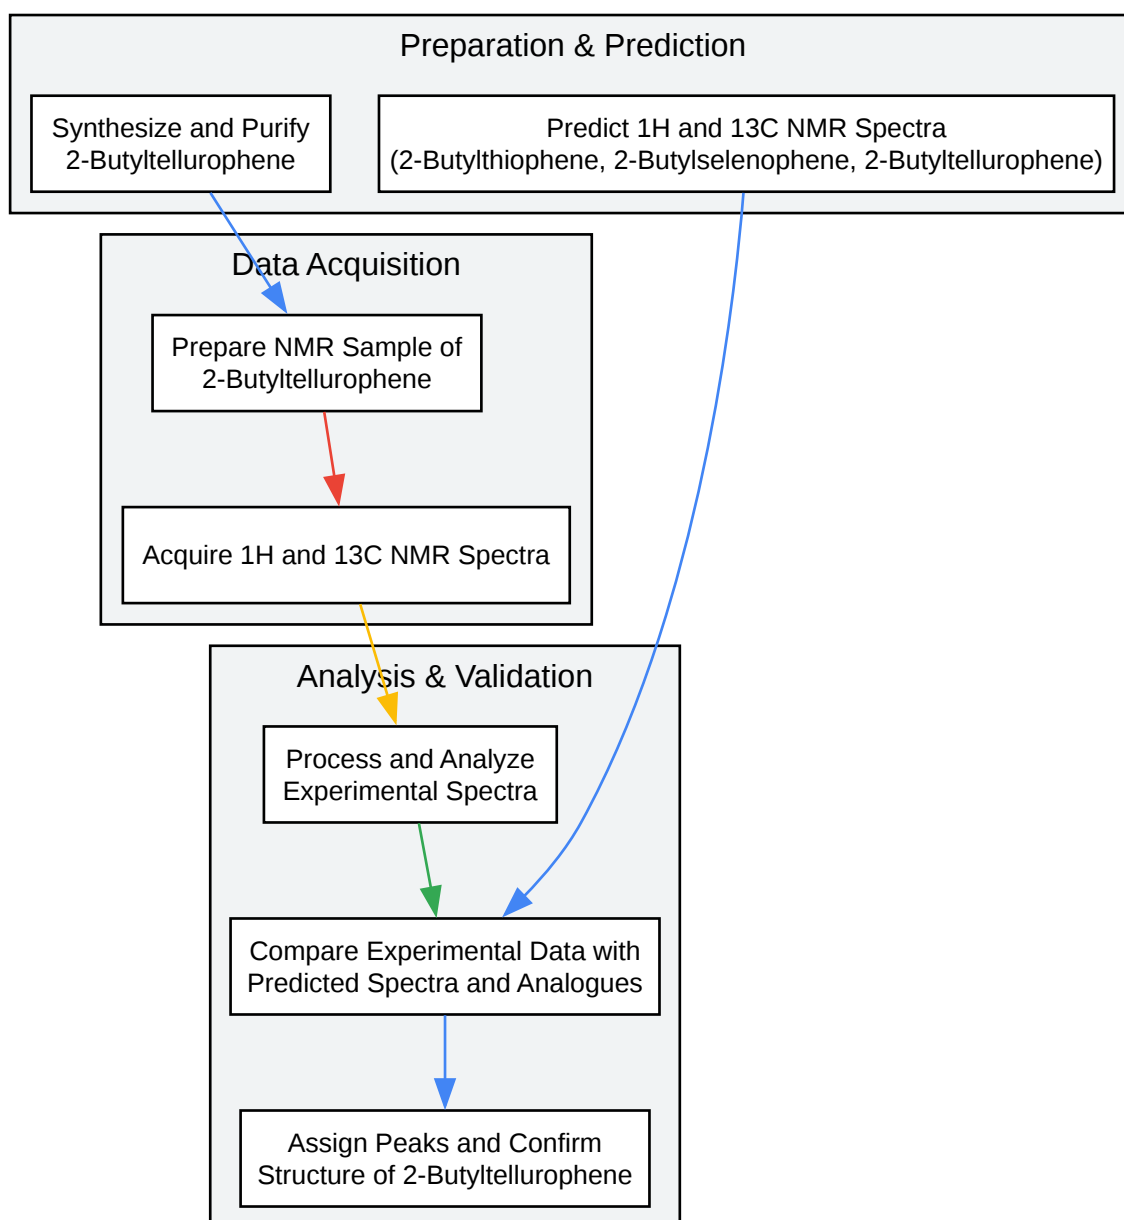 Preparation & Prediction
Synthesize and Purify
2-Butyltellurophene
Predict 1H and 13C NMR Spectra
(2-Butylthiophene, 2-Butylselenophene, 2-Butyltellurophene)
Data Acquisition
Prepare NMR Sample of
2-Butyltellurophene
Acquire 1H and 13C NMR Spectra
Analysis & Validation
Process and Analyze
Experimental Spectra
Compare Experimental Data with
Predicted Spectra and Analogues
Assign Peaks and Confirm
Structure of 2-Butyltellurophene